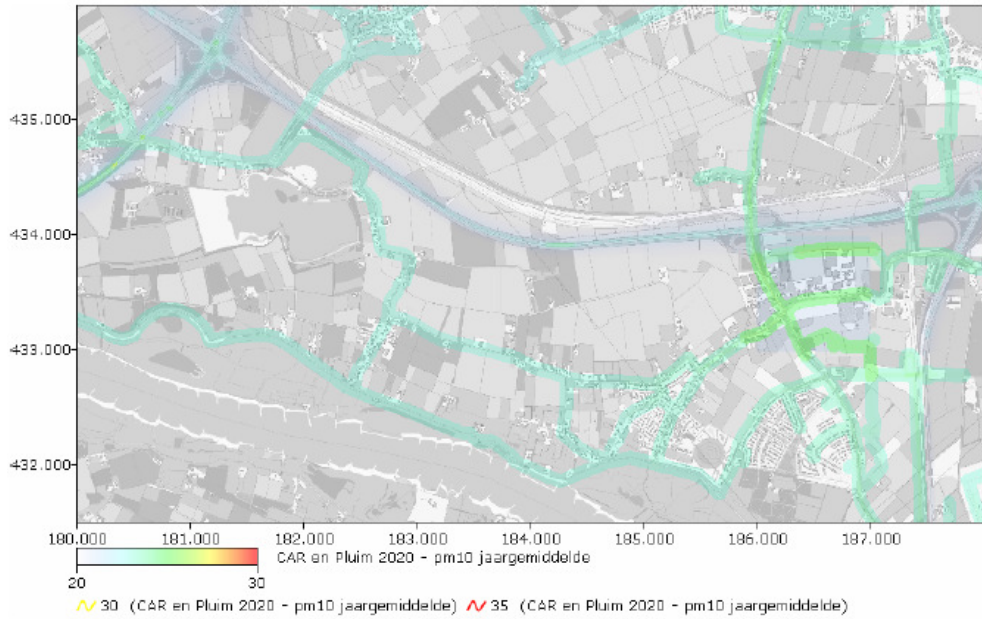 435.000
434.000
433.000
432.000
180.000 181.000 182.000 183.000 184.000 185.000 186.000 187.000
CAR en Pluim 2020 - pm10 jaargemiddelde
20 30
30 (CAR en Pluim 2020 - pm10 jaargemiddelde) 35 (CAR en Pluim 2020 - pm10 jaargemiddelde)